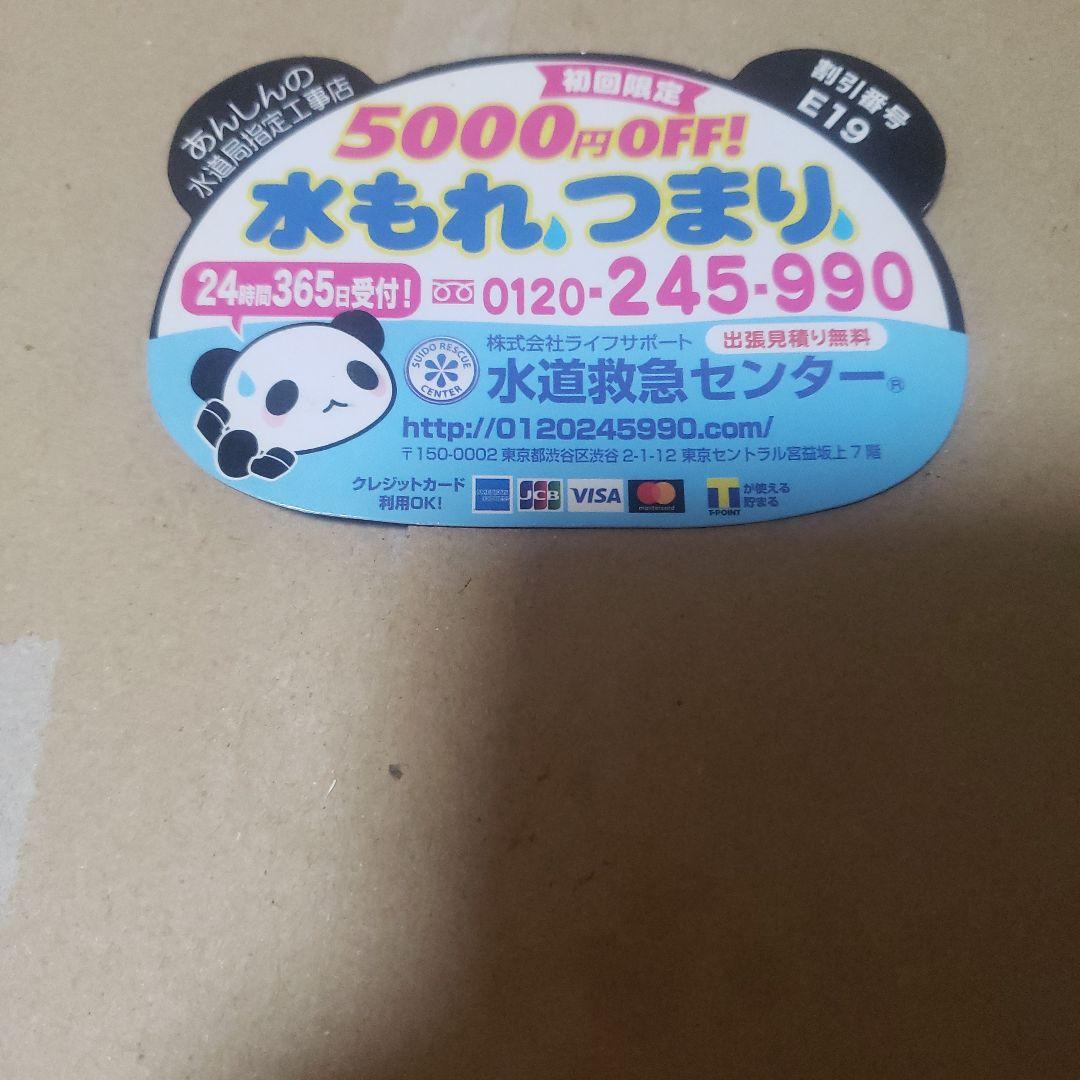 あんしんの
水道局指定工事店
割引番号
E19
初回限定
5000円OFF!
水もれ、つまり
24時間365日受付!
0120-245-990
SUIDO RESCUE
CENTER
株式会社ライフサポート
出張見積り無料
水道救急センター®
http://0120245990.com/
〒150-0002 東京都渋谷区渋谷 2-1-12 東京セントラル宮益坂上7階
クレジットカード
利用OK!
AMERICAN EXPRESS
JCB
VISA
mastercard
T-POINT
が使える
貯まる